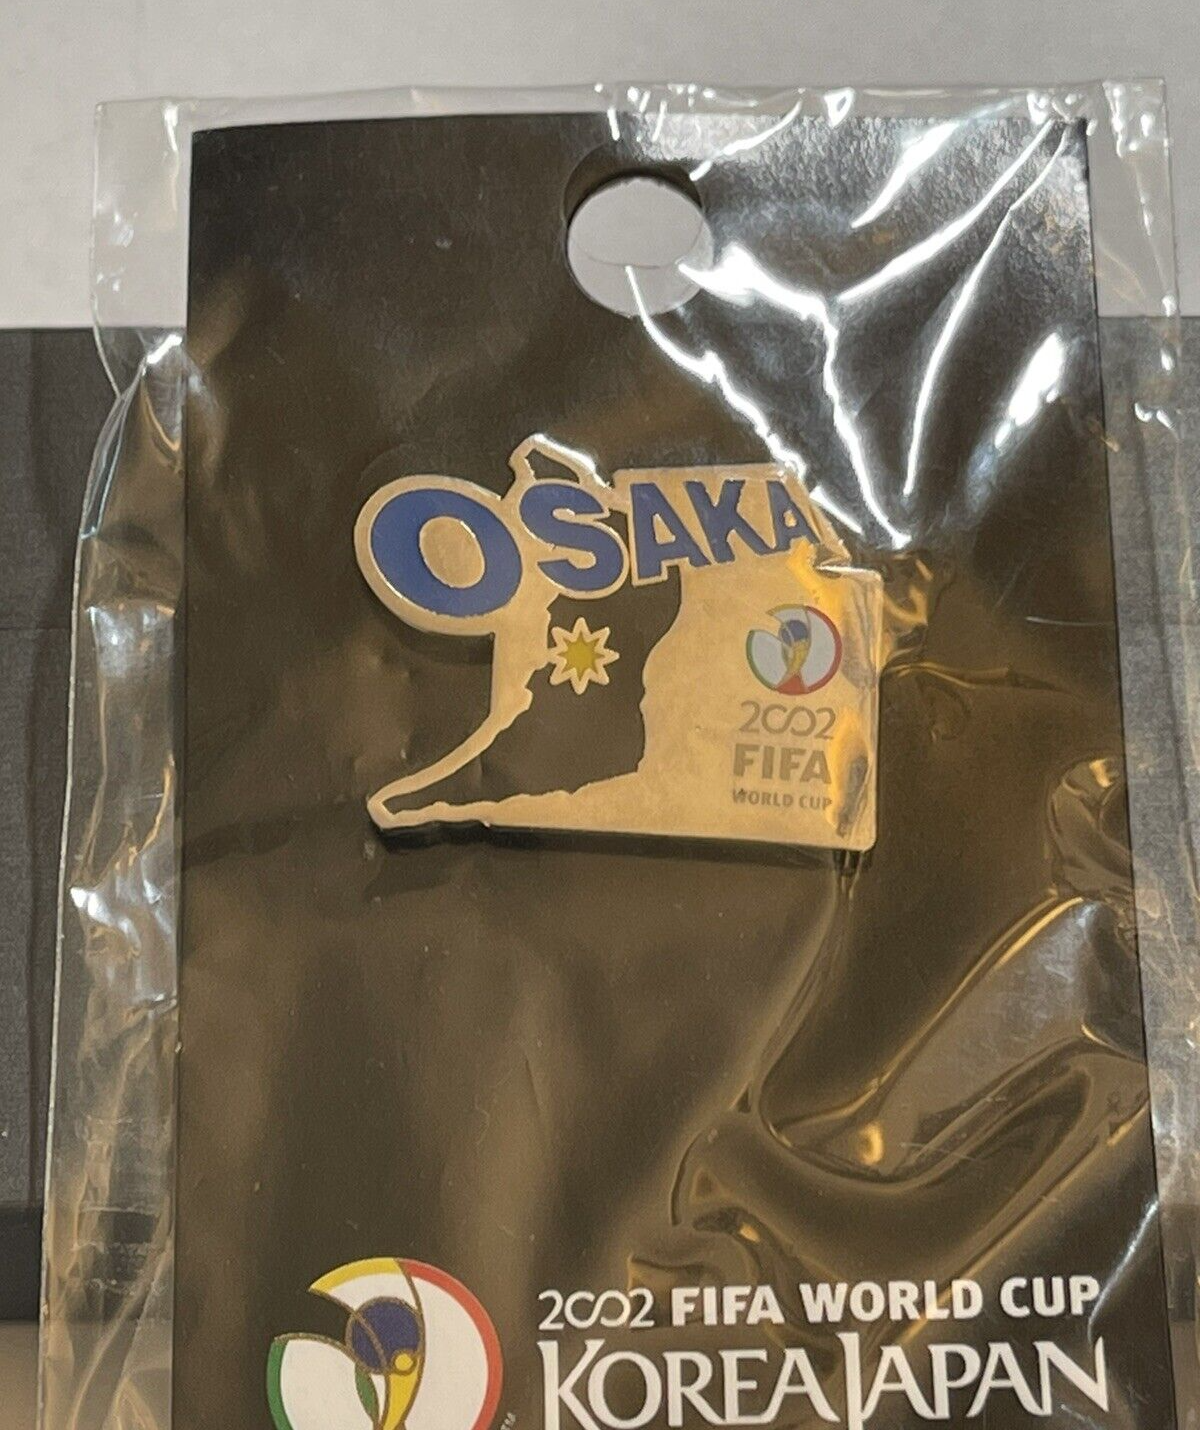 OSAKA
2002
FIFA
WORLD CUP
2002 FIFA WORLD CUP
KOREA JAPAN